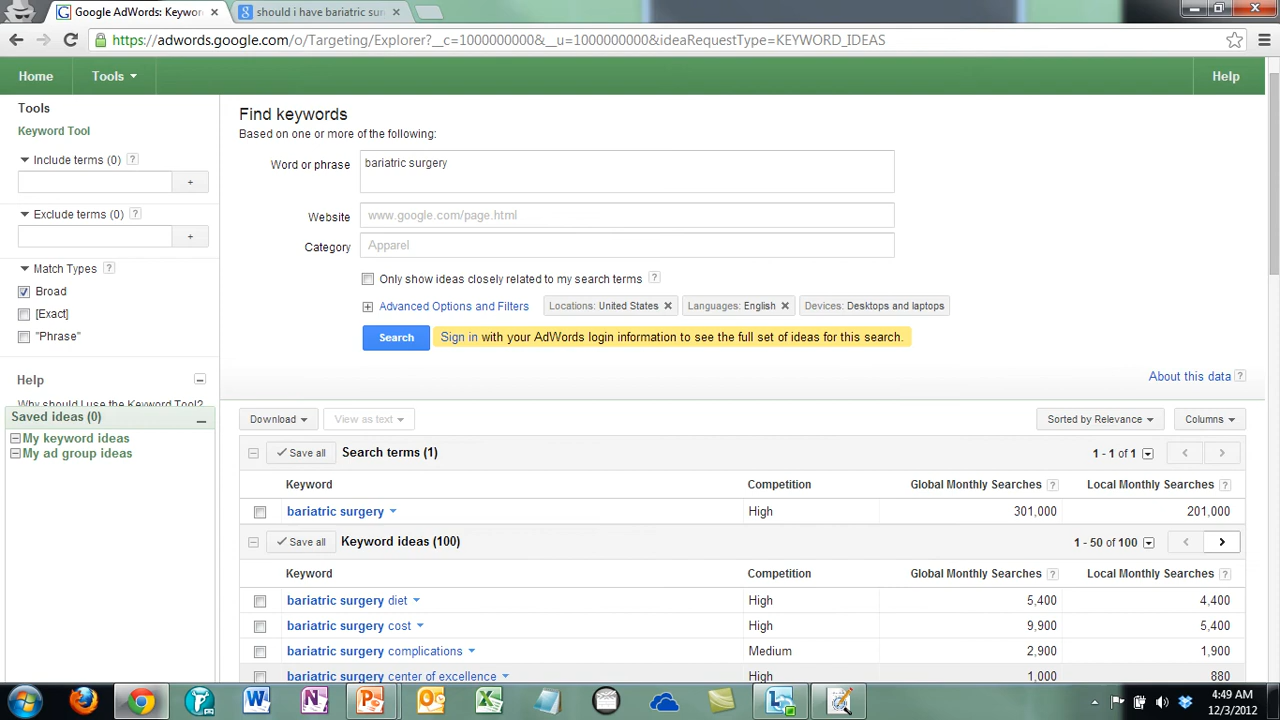 Google AdWords: Keywor
should i have bariatric sur
https://adwords.google.com/o/Targeting/Explorer?__c=1000000000&__u=1000000000&ideaRequestType=KEYWORD_IDEAS
Home Tools Help
Tools
Keyword Tool
Include terms (0) ?
+
Exclude terms (0) ?
+
Match Types ?
Broad
[Exact]
"Phrase"
Help
Why should I use the Keyword Tool?
Saved ideas (0)
My keyword ideas
My ad group ideas
Find keywords
Based on one or more of the following:
Word or phrase bariatric surgery
Website www.google.com/page.html
Category Apparel
Only show ideas closely related to my search terms ?
Advanced Options and Filters Locations: United States Languages: English Devices: Desktops and laptops
Search Sign in with your AdWords login information to see the full set of ideas for this search.
About this data ?
Download View as text Sorted by Relevance Columns
Save all Search terms (1) 1 - 1 of 1
Keyword Competition Global Monthly Searches ? Local Monthly Searches ?
bariatric surgery High 301,000 201,000
Save all Keyword ideas (100) 1 - 50 of 100
Keyword Competition Global Monthly Searches ? Local Monthly Searches ?
bariatric surgery diet High 5,400 4,400
bariatric surgery cost High 9,900 5,400
bariatric surgery complications Medium 2,900 1,900
bariatric surgery center of excellence High 1,000 880
4:49 AM
12/3/2012